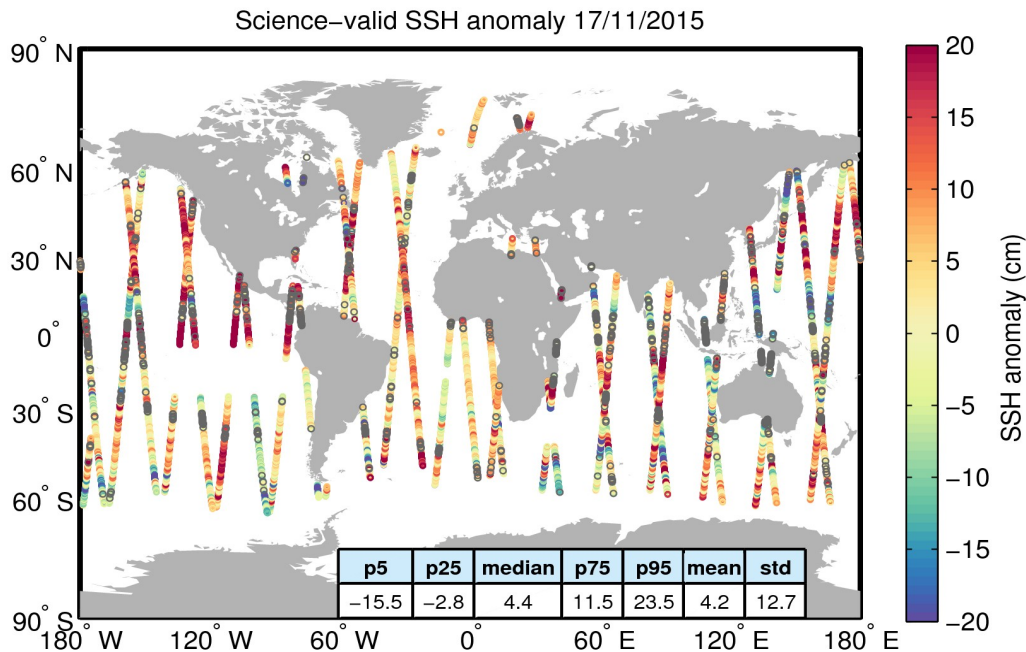 Science−valid SSH anomaly 17/11/2015
90° N
60° N
30° N
0°
30° S
60° S
90° S
180° W 120° W 60° W 0° 60° E 120° E 180° E
p5 p25 median p75 p95 mean std
−15.5 −2.8 4.4 11.5 23.5 4.2 12.7
20
15
10
5
0
−5
−10
−15
−20
SSH anomaly (cm)